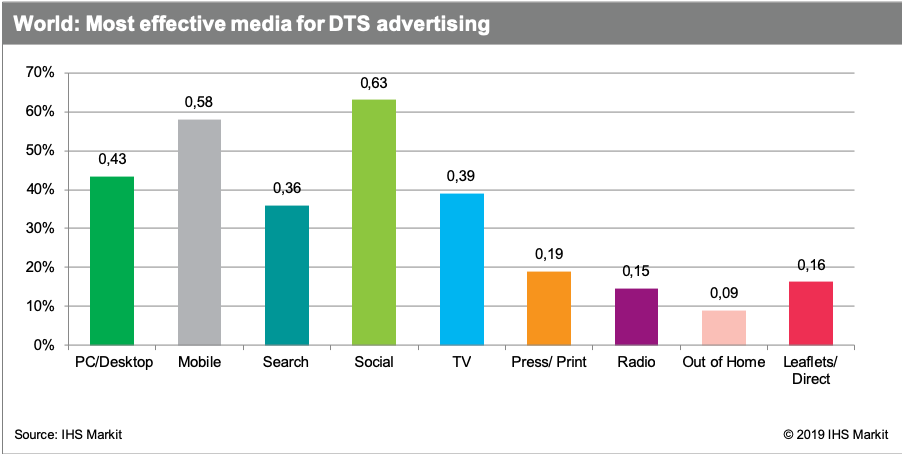 World: Most effective media for DTS advertising
70%
60%
50%
40%
30%
20%
10%
0%
0,43
0,58
0,36
0,63
0,39
0,19
0,15
0,09
0,16
PC/Desktop
Mobile
Search
Social
TV
Press/ Print
Radio
Out of Home
Leaflets/
Direct
Source: IHS Markit
© 2019 IHS Markit